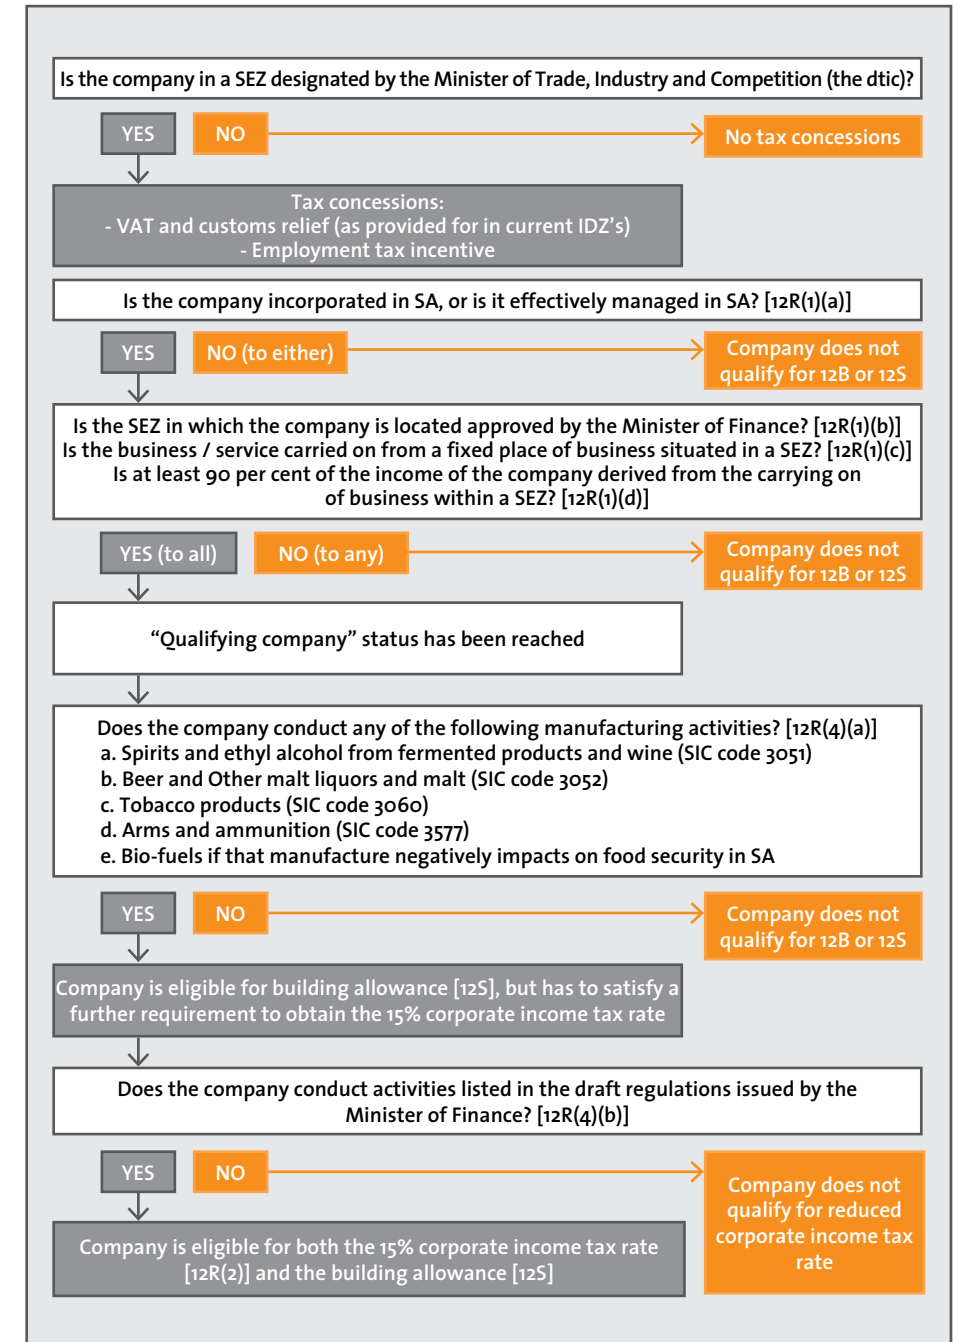 Is the company in a SEZ designated by the Minister of Trade, Industry and Competition (the dtic)?
YES
NO
No tax concessions
Tax concessions:
- VAT and customs relief (as provided for in current IDZ's)
- Employment tax incentive
Is the company incorporated in SA, or is it effectively managed in SA? [12R(1)(a)]
YES
NO (to either)
Company does not
qualify for 12B or 12S
Is the SEZ in which the company is located approved by the Minister of Finance? [12R(1)(b)]
Is the business / service carried on from a fixed place of business situated in a SEZ? [12R(1)(c)]
Is at least 90 per cent of the income of the company derived from the carrying on
of business within a SEZ? [12R(1)(d)]
YES (to all)
NO (to any)
Company does not
qualify for 12B or 12S
“Qualifying company” status has been reached
Does the company conduct any of the following manufacturing activities? [12R(4)(a)]
a. Spirits and ethyl alcohol from fermented products and wine (SIC code 3051)
b. Beer and Other malt liquors and malt (SIC code 3052)
c. Tobacco products (SIC code 3060)
d. Arms and ammunition (SIC code 3577)
e. Bio-fuels if that manufacture negatively impacts on food security in SA
YES
NO
Company does not
qualify for 12B or 12S
Company is eligible for building allowance [12S], but has to satisfy a
further requirement to obtain the 15% corporate income tax rate
Does the company conduct activities listed in the draft regulations issued by the
Minister of Finance? [12R(4)(b)]
YES
NO
Company does not
qualify for reduced
corporate income tax
rate
Company is eligible for both the 15% corporate income tax rate
[12R(2)] and the building allowance [12S]